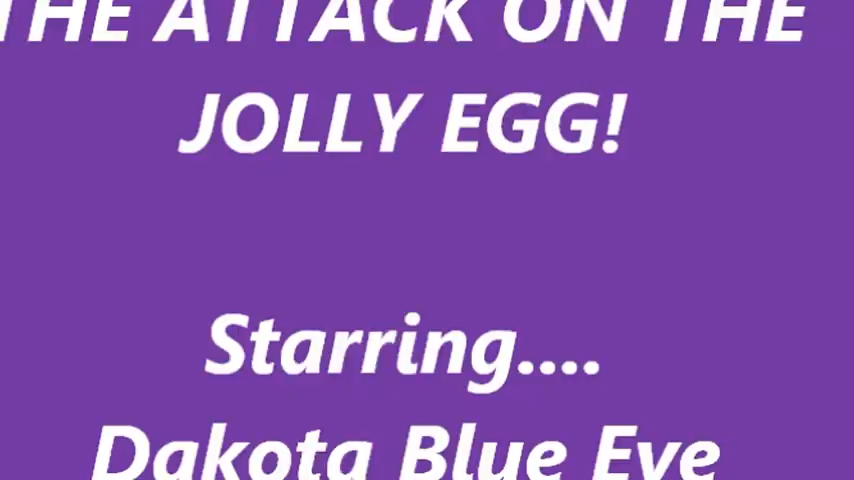 THE ATTACK ON THE
JOLLY EGG!
Starring....
Dakota Blue Eye